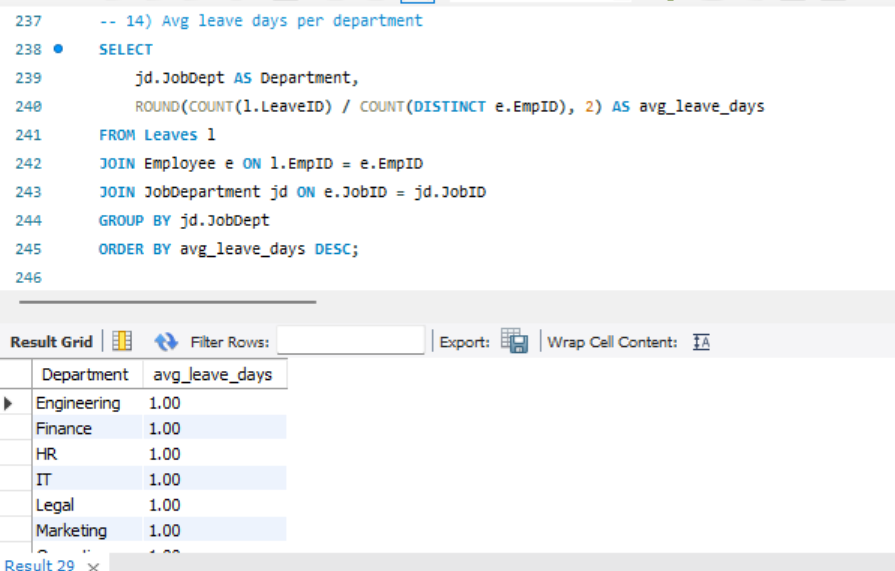 237 -- 14) Avg leave days per department
238 SELECT
239 jd.JobDept AS Department,
240 ROUND(COUNT(l.LeaveID) / COUNT(DISTINCT e.EmpID), 2) AS avg_leave_days
241 FROM Leaves l
242 JOIN Employee e ON l.EmpID = e.EmpID
243 JOIN JobDepartment jd ON e.JobID = jd.JobID
244 GROUP BY jd.JobDept
245 ORDER BY avg_leave_days DESC;
246
Result Grid Filter Rows: Export: Wrap Cell Content: IA
Department avg_leave_days
Engineering 1.00
Finance 1.00
HR 1.00
IT 1.00
Legal 1.00
Marketing 1.00
Result 29 ×